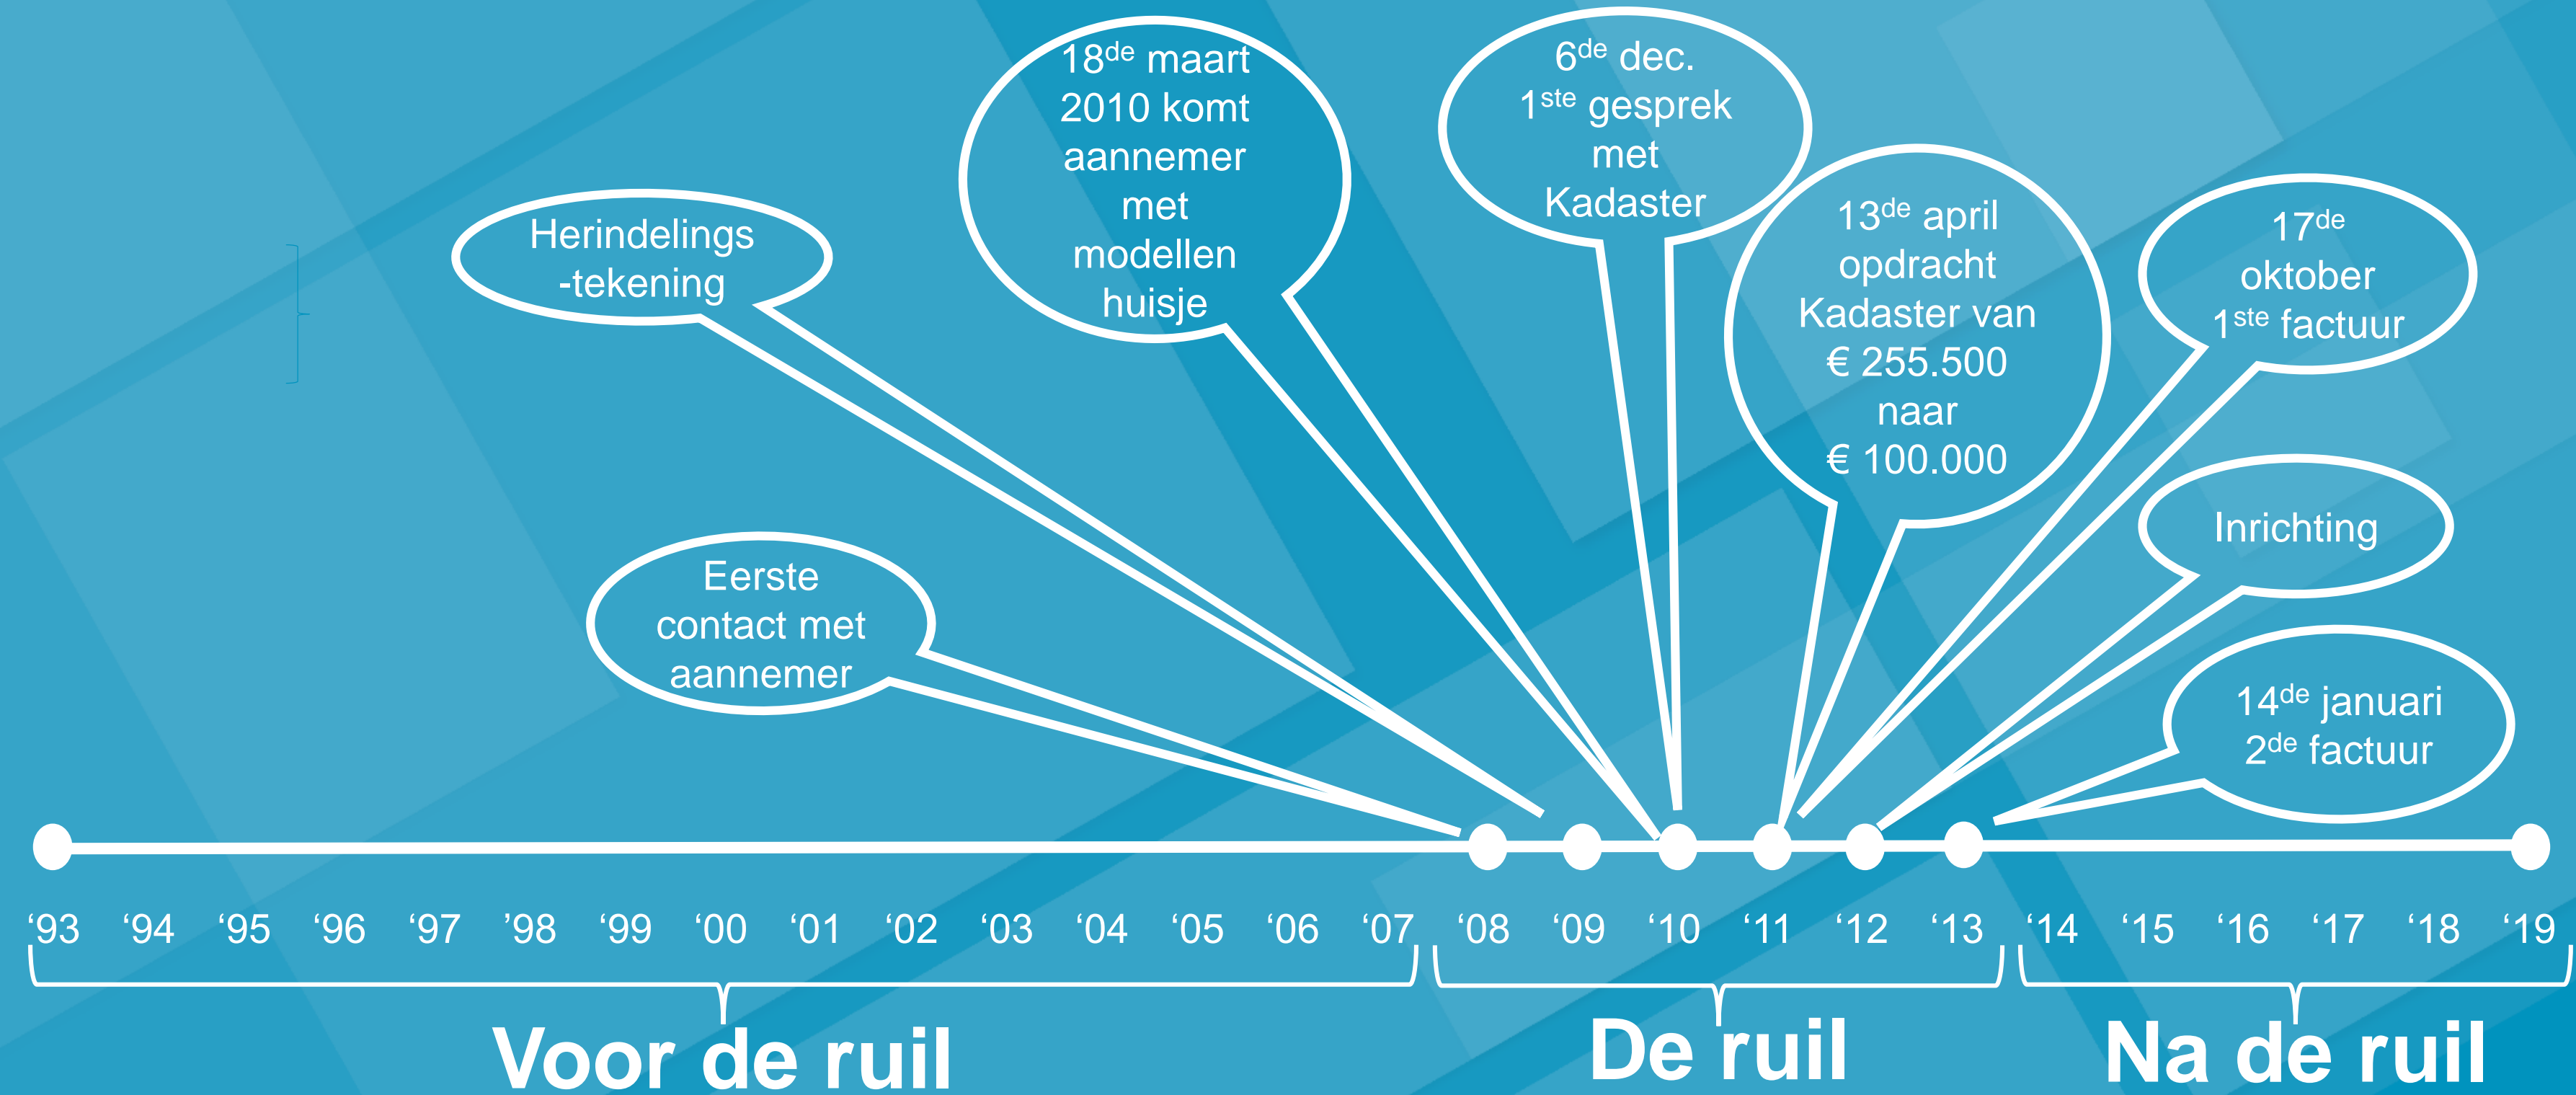 18de maart
2010 komt
aannemer
met
modellen
huisje
6de dec.
1ste gesprek
met
Kadaster
13de april
opdracht
Kadaster van
€ 255.500
naar
€ 100.000
17de
oktober
1ste factuur
Herindelings
-tekening
Inrichting
Eerste
contact met
aannemer
14de januari
2de factuur
‘93 ‘94 ‘95 ‘96 ‘97 ‘98 ‘99 ‘00 ‘01 ‘02 ‘03 ‘04 ‘05 ‘06 ‘07 ‘08 ‘09 ‘10 ‘11 ‘12 ‘13 ‘14 ‘15 ‘16 ‘17 ‘18 ‘19
Voor de ruil
De ruil
Na de ruil